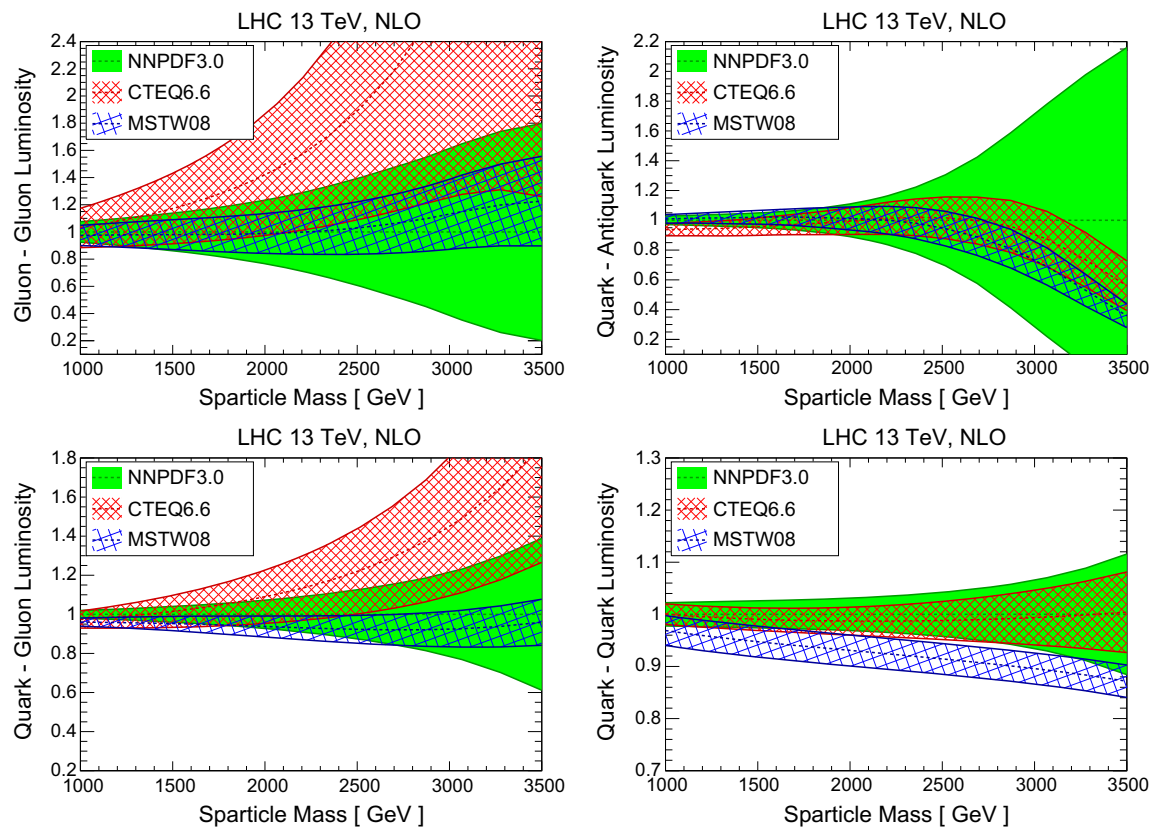 LHC 13 TeV, NLO
Gluon - Gluon Luminosity
2.4
2.2
2
1.8
1.6
1.4
1.2
1
0.8
0.6
0.4
0.2
NNPDF3.0
CTEQ6.6
MSTW08
1000 1500 2000 2500 3000 3500
Sparticle Mass [ GeV ]
LHC 13 TeV, NLO
Quark - Antiquark Luminosity
2.2
2
1.8
1.6
1.4
1.2
1
0.8
0.6
0.4
0.2
NNPDF3.0
CTEQ6.6
MSTW08
1000 1500 2000 2500 3000 3500
Sparticle Mass [ GeV ]
LHC 13 TeV, NLO
Quark - Gluon Luminosity
1.8
1.6
1.4
1.2
1
0.8
0.6
0.4
0.2
NNPDF3.0
CTEQ6.6
MSTW08
1000 1500 2000 2500 3000 3500
Sparticle Mass [ GeV ]
LHC 13 TeV, NLO
Quark - Quark Luminosity
1.3
1.2
1.1
1
0.9
0.8
0.7
NNPDF3.0
CTEQ6.6
MSTW08
1000 1500 2000 2500 3000 3500
Sparticle Mass [ GeV ]